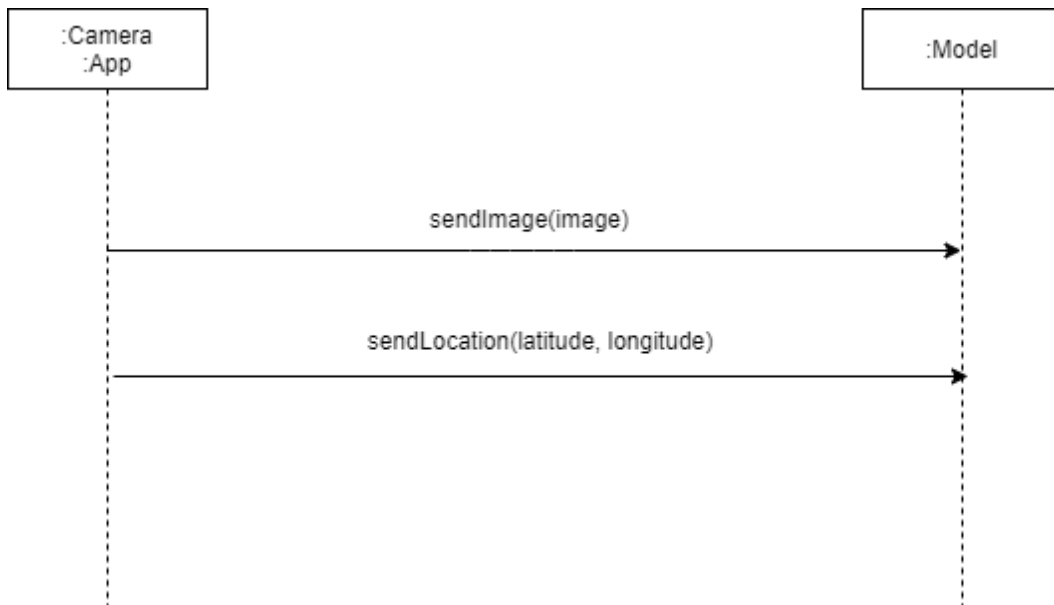 :Camera
:App
:Model
sendImage(image)
sendLocation(latitude, longitude)